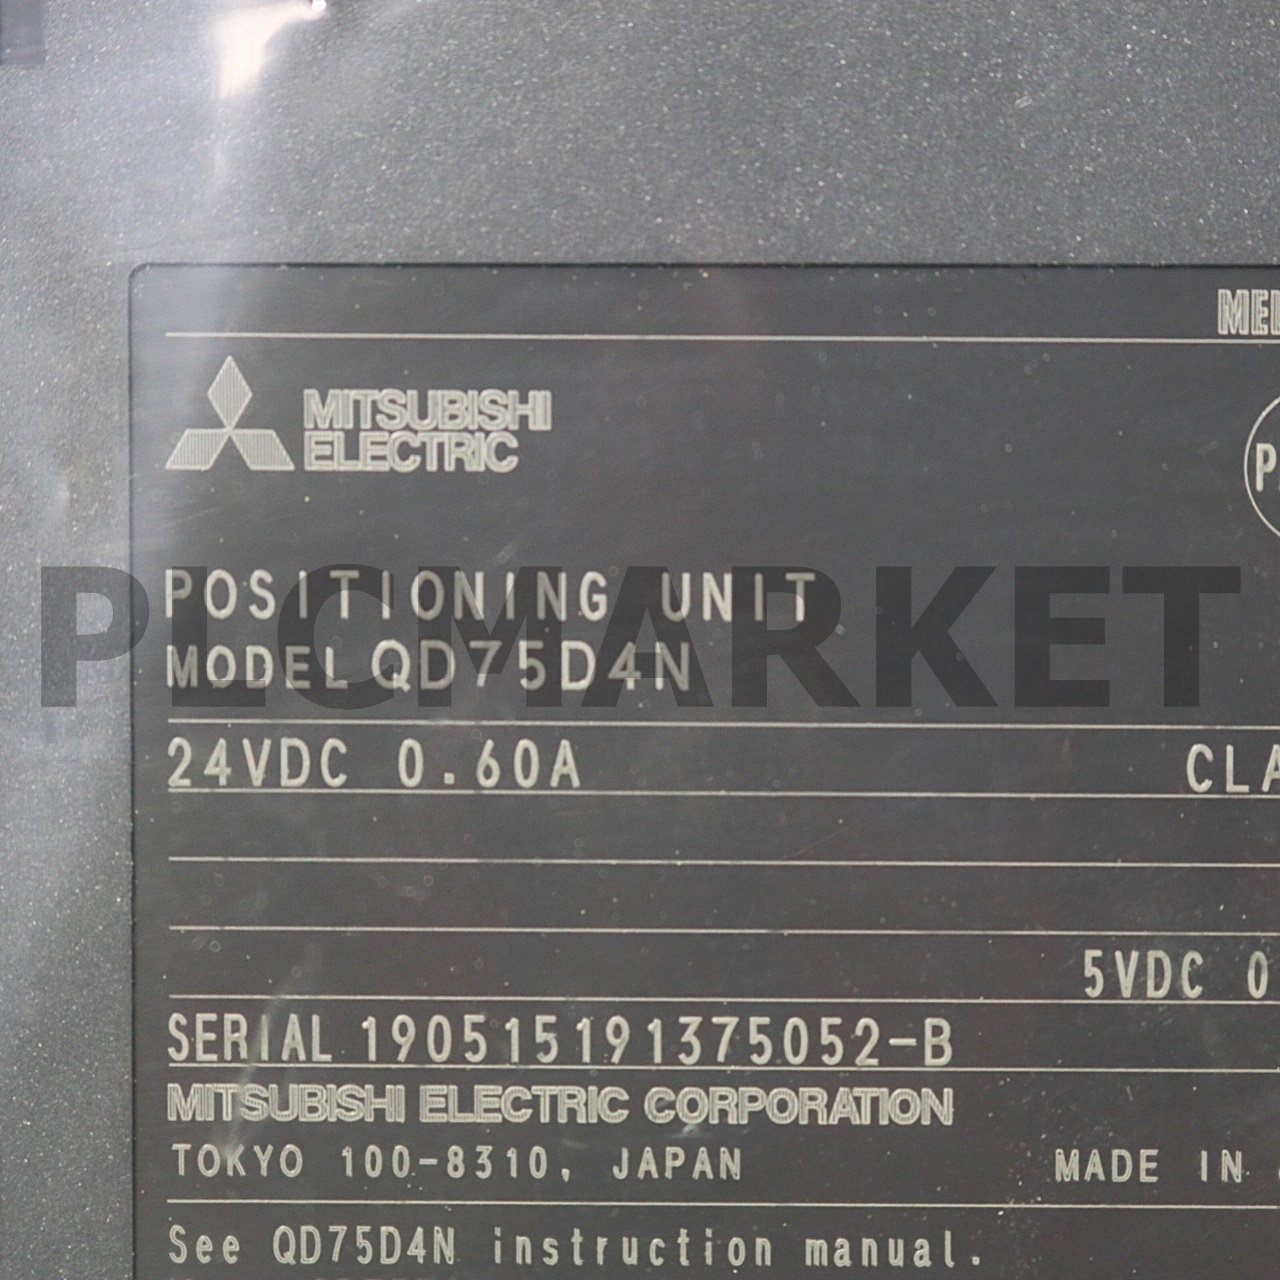 MITSUBISHI
ELECTRIC
POSITIONING UNIT
MODEL QD75D4N
PLCMARKET
24VDC 0.60A
5VDC 0
SERIAL 190515191375052-B
MITSUBISHI ELECTRIC CORPORATION
TOKYO 100-8310, JAPAN MADE IN
See QD75D4N instruction manual.